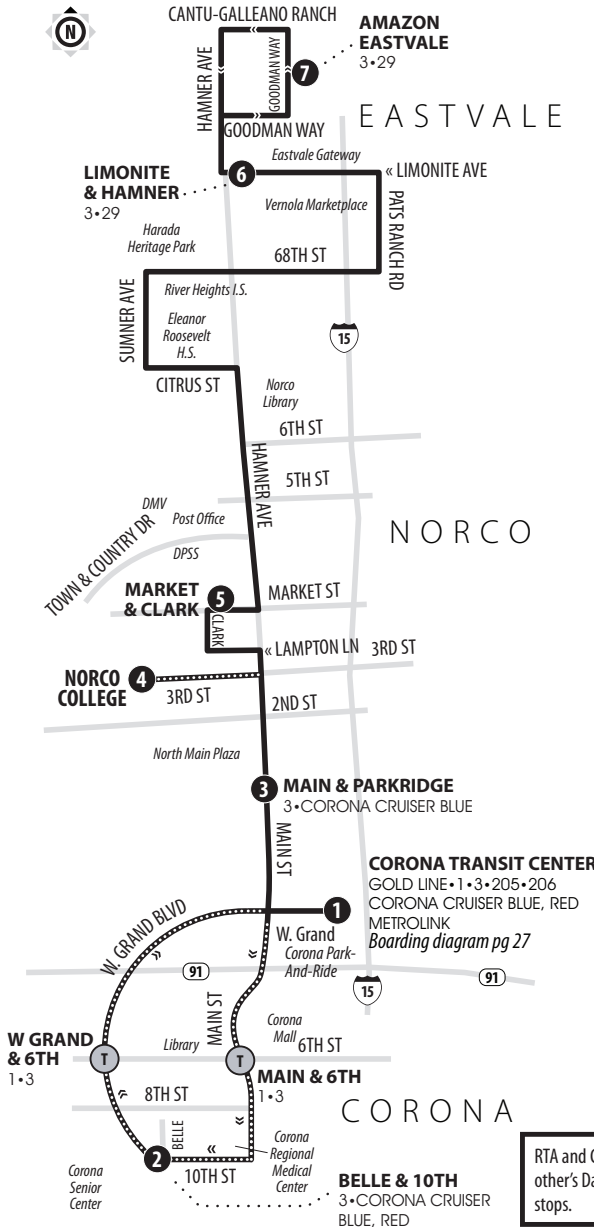 N
CANTU-GALLEANO RANCH
AMAZON
EASTVALE
3•29
7
HAMNER AVE
GOODMAN WAY
GOODMAN WAY
EASTVALE
Eastvale Gateway
« LIMONITE AVE
LIMONITE
& HAMNER
3•29
6
Vernola Marketplace
PATS RANCH RD
Harada
Heritage Park
68TH ST
SUMNER AVE
River Heights I.S.
Eleanor
Roosevelt
H.S.
15
CITRUS ST
Norco
Library
6TH ST
HAMNER AVE
5TH ST
DMV
Post Office
TOWN & COUNTRY DR
DPSS
NORCO
MARKET
& CLARK
5
MARKET ST
CLARK
« LAMPTON LN
3RD ST
NORCO
COLLEGE
4
3RD ST
2ND ST
North Main Plaza
3
MAIN & PARKRIDGE
3•CORONA CRUISER BLUE
MAIN ST
CORONA TRANSIT CENTER
GOLD LINE•1•3•205•206
CORONA CRUISER BLUE, RED
METROLINK
Boarding diagram pg 27
1
W. GRAND BLVD
W. Grand
Corona Park-
And-Ride
91
91
15
MAIN ST
Corona
Mall
W GRAND
& 6TH
1•3
T
Library
T
6TH ST
MAIN & 6TH
1•3
8TH ST
CORONA
BELLE
2
10TH ST
Corona
Regional
Medical
Center
Corona
Senior
Center
BELLE & 10TH
3•CORONA CRUISER
BLUE, RED
RTA and C
other's Da
stops.